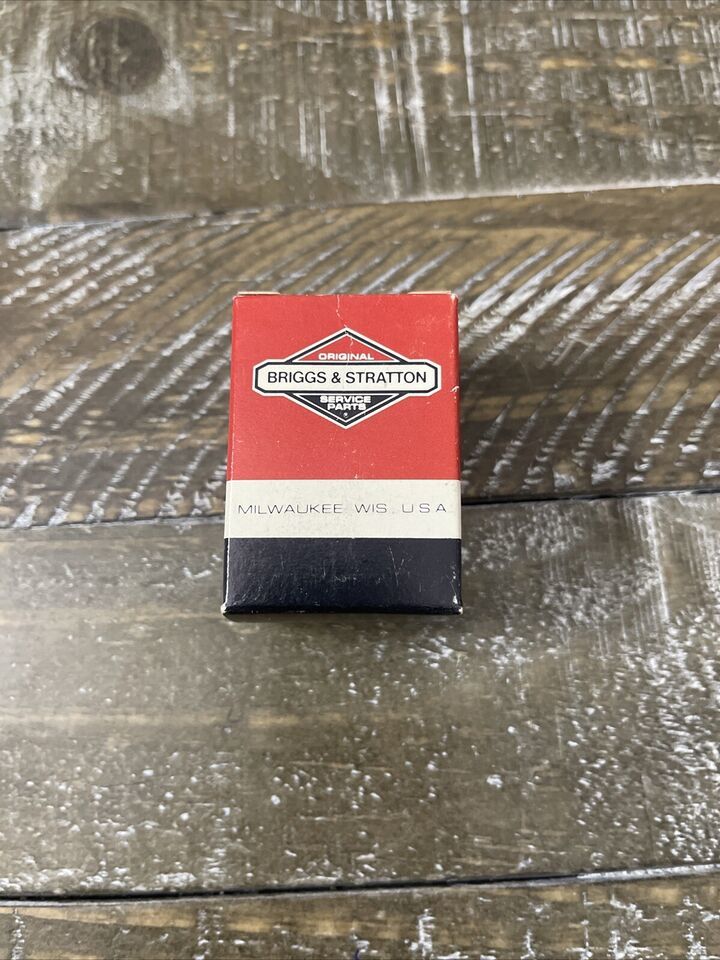 ORIGINAL
BRIGGS & STRATTON
SERVICE
PARTS
MILWAUKEE WIS. U S A